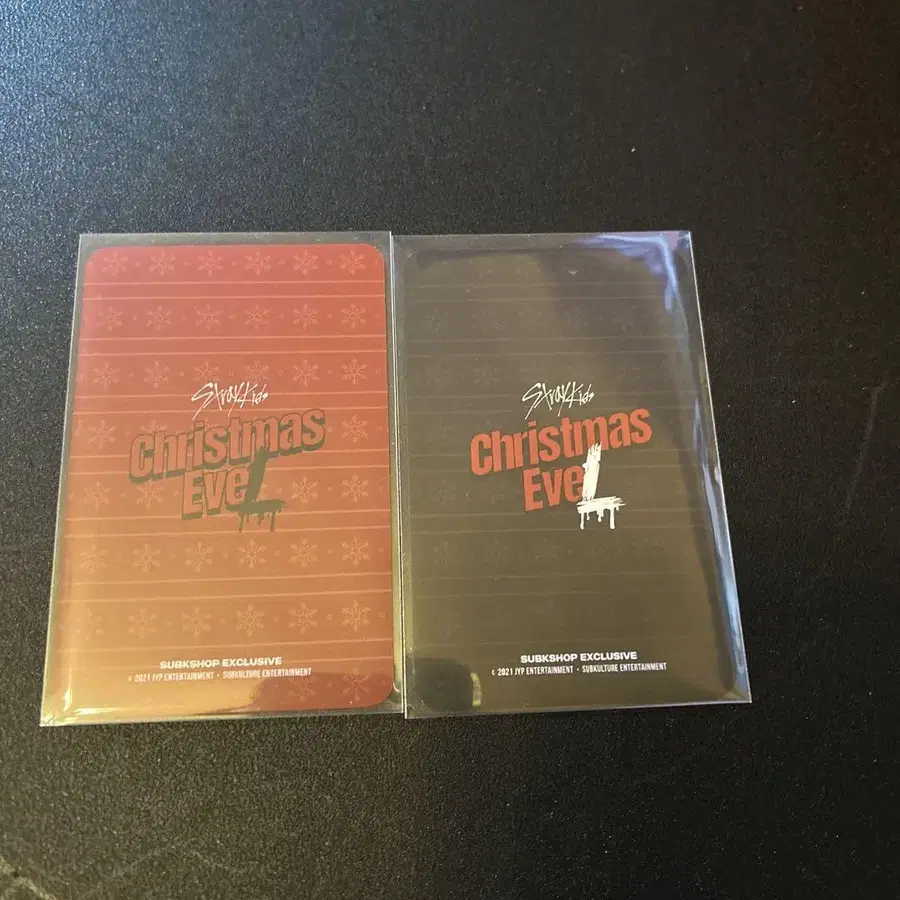 Stray Kids
Christmas
EveL
SUBKSHOP EXCLUSIVE
© 2021 JYP ENTERTAINMENT • SUBKULTURE ENTERTAINMENT
Stray Kids
Christmas
EveL
SUBKSHOP EXCLUSIVE
© 2021 JYP ENTERTAINMENT • SUBKULTURE ENTERTAINMENT